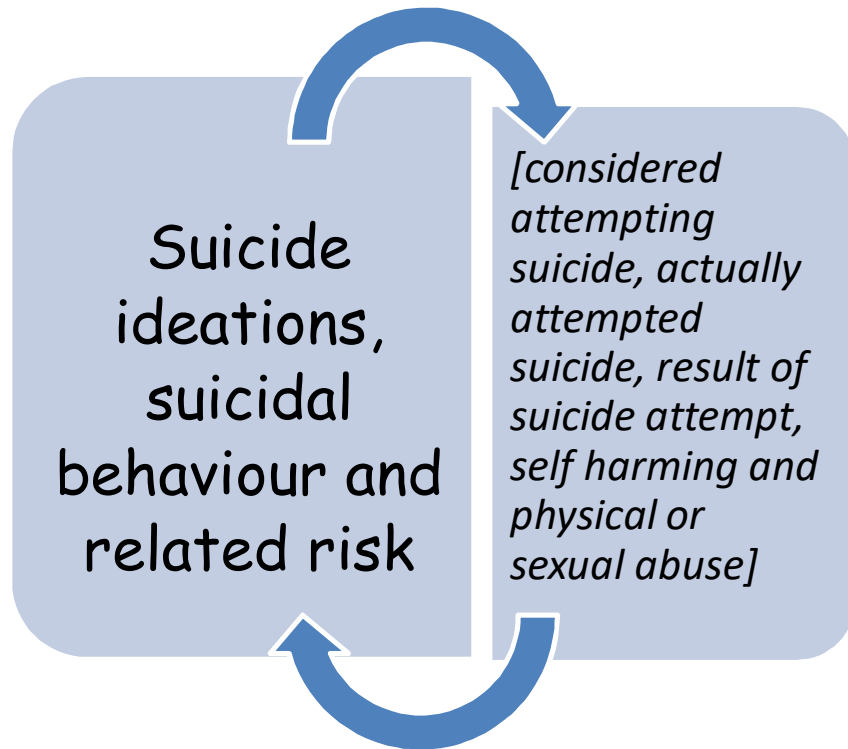 Suicide
ideations,
suicidal
behaviour and
related risk
[considered
attempting
suicide, actually
attempted
suicide, result of
suicide attempt,
self harming and
physical or
sexual abuse]